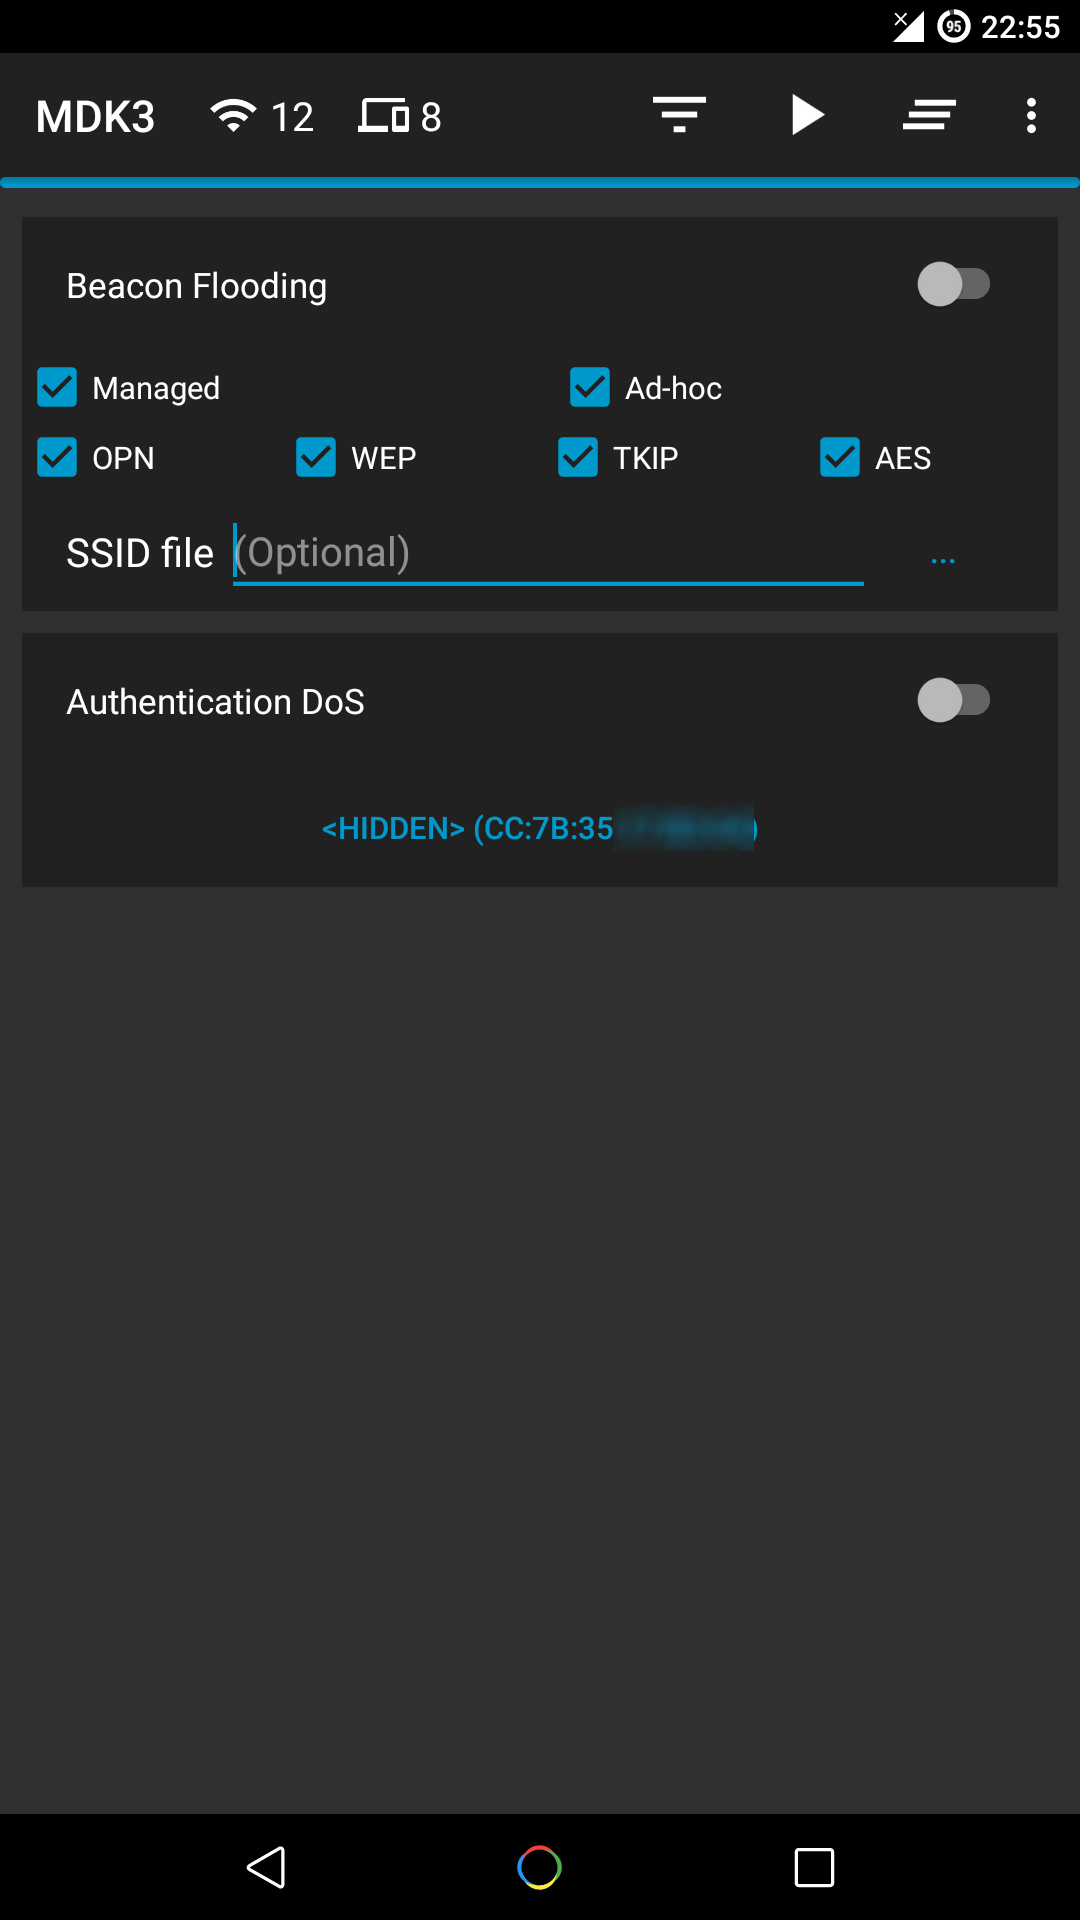 95 22:55
MDK3 12 8
Beacon Flooding
Managed Ad-hoc
OPN WEP TKIP AES
SSID file (Optional) ...
Authentication DoS
<HIDDEN> (CC:7B:35 )